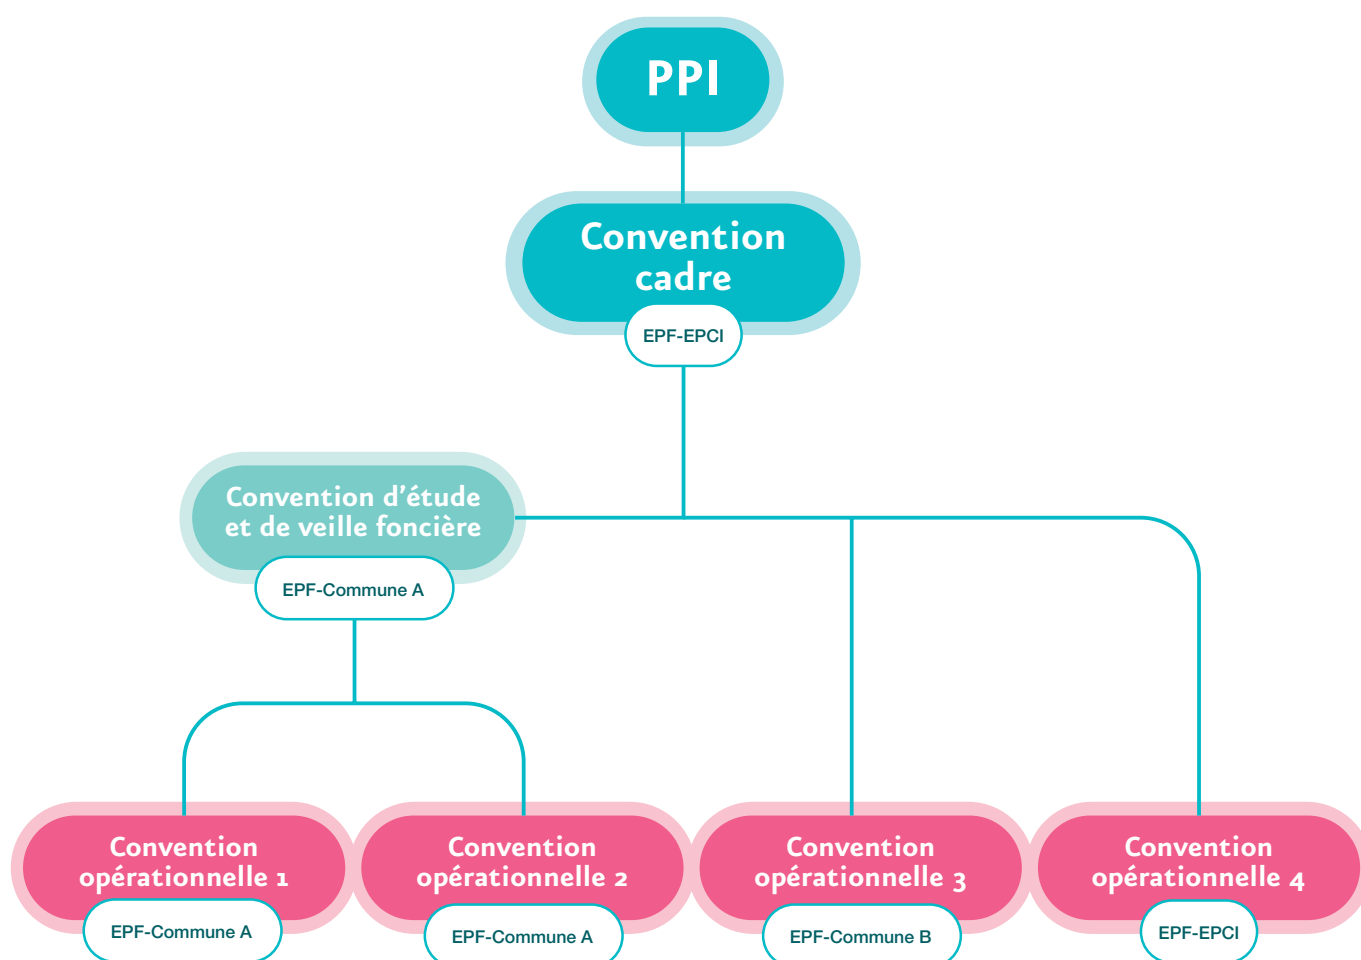 PPI
Convention
cadre
EPF-EPCI
Convention d'étude
et de veille foncière
EPF-Commune A
Convention
opérationnelle 1
EPF-Commune A
Convention
opérationnelle 2
EPF-Commune A
Convention
opérationnelle 3
EPF-Commune B
Convention
opérationnelle 4
EPF-EPCI